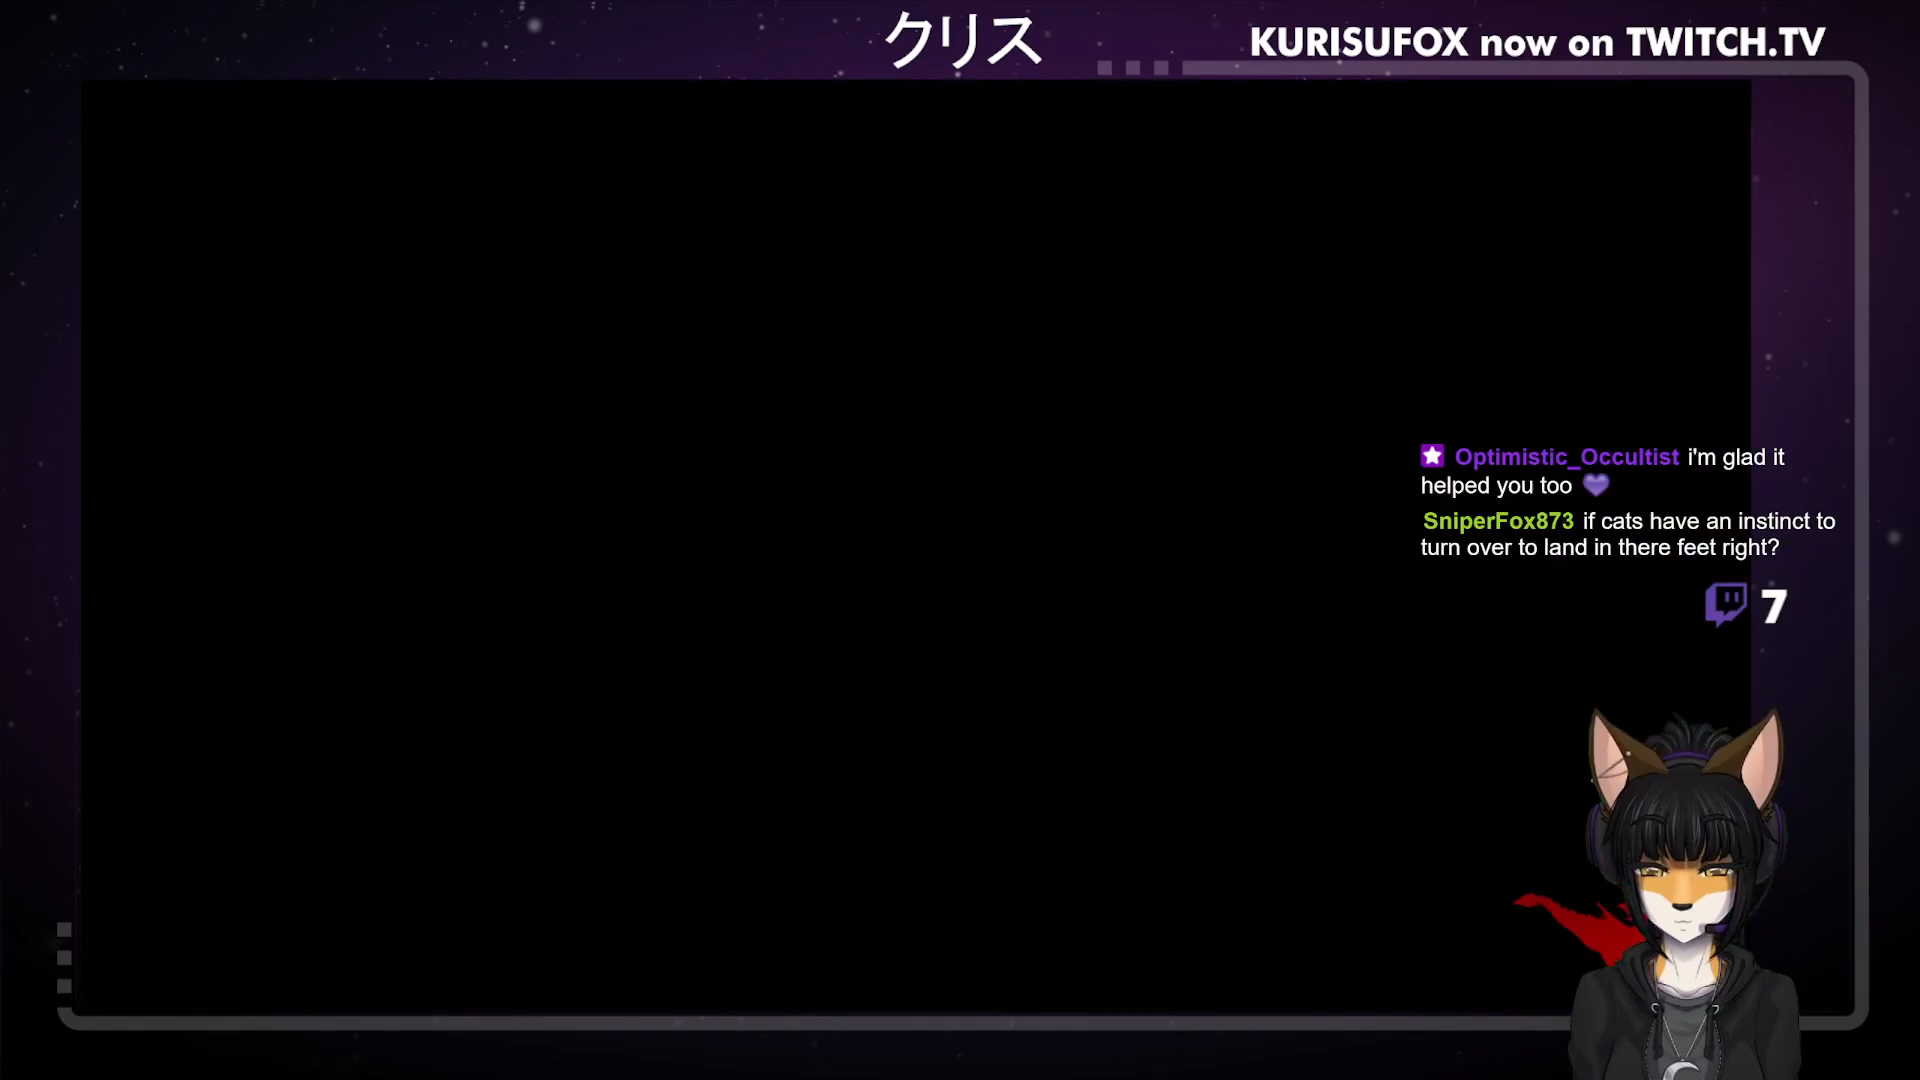 クリス
KURISUFOX now on TWITCH.TV
Optimistic_Occultist i'm glad it
helped you too
SniperFox873 if cats have an instinct to
turn over to land in there feet right?
7